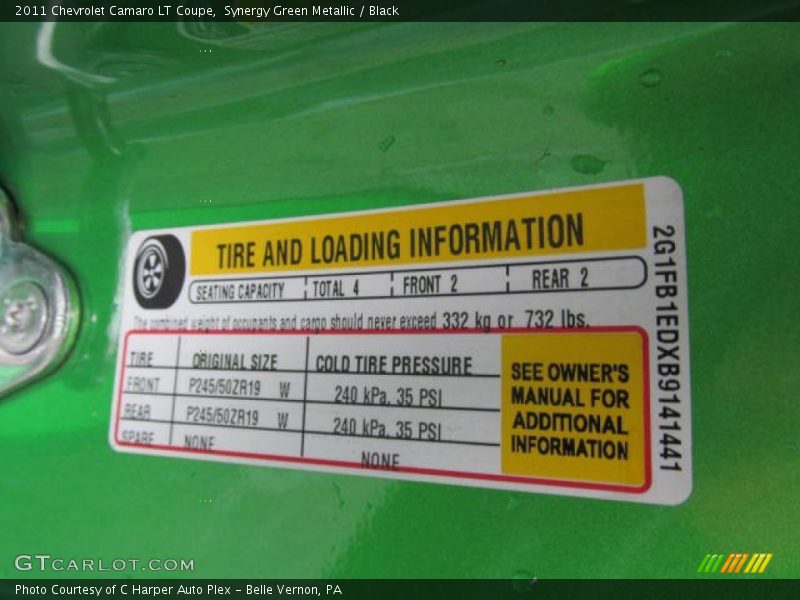 2011 Chevrolet Camaro LT Coupe,  Synergy Green Metallic / Black
TIRE AND LOADING INFORMATION
SEATING CAPACITY TOTAL 4 FRONT 2 REAR 2
The combined weight of occupants and cargo should never exceed 332 kg or 732 lbs.
TIRE ORIGINAL SIZE COLD TIRE PRESSURE
FRONT P245/50ZR19 W 240 kPa, 35 PSI
REAR P245/50ZR19 W 240 kPa, 35 PSI
SPARE NONE NONE
SEE OWNER'S
MANUAL FOR
ADDITIONAL
INFORMATION
2G1FB1EDXB9141441
GTCARLOT.COM
Photo Courtesy of C Harper Auto Plex - Belle Vernon, PA